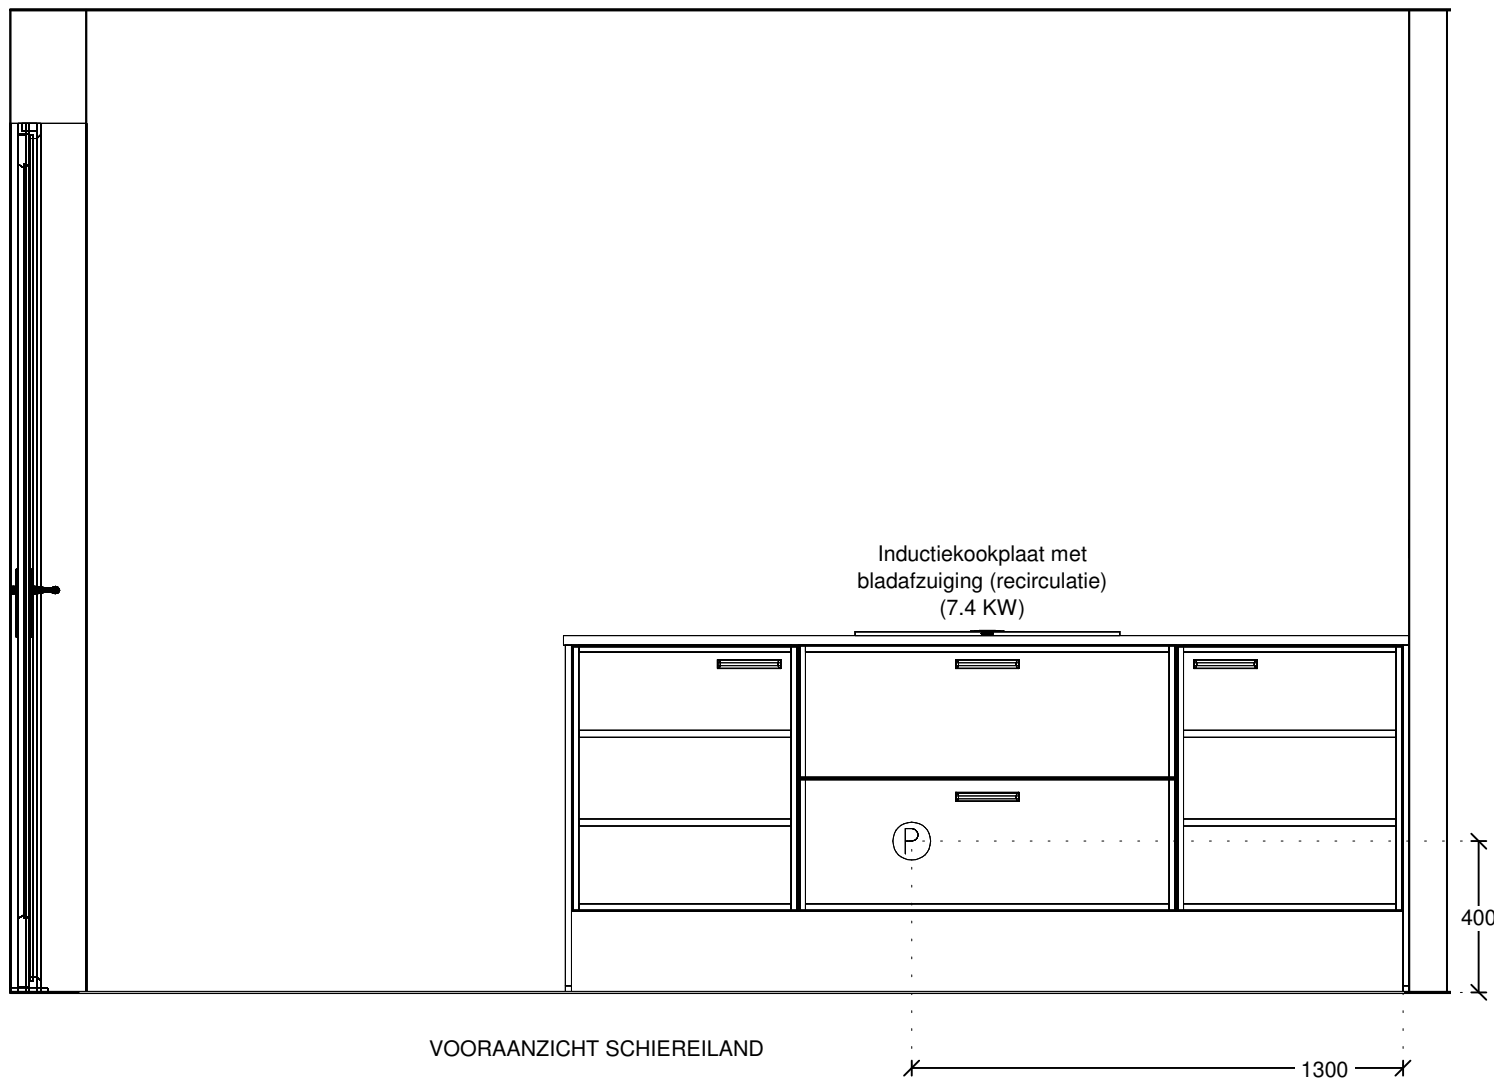 Inductiekookplaat met
bladafzuiging (recirculatie)
(7.4 KW)
P
400
VOORAANZICHT SCHIEREILAND
1300